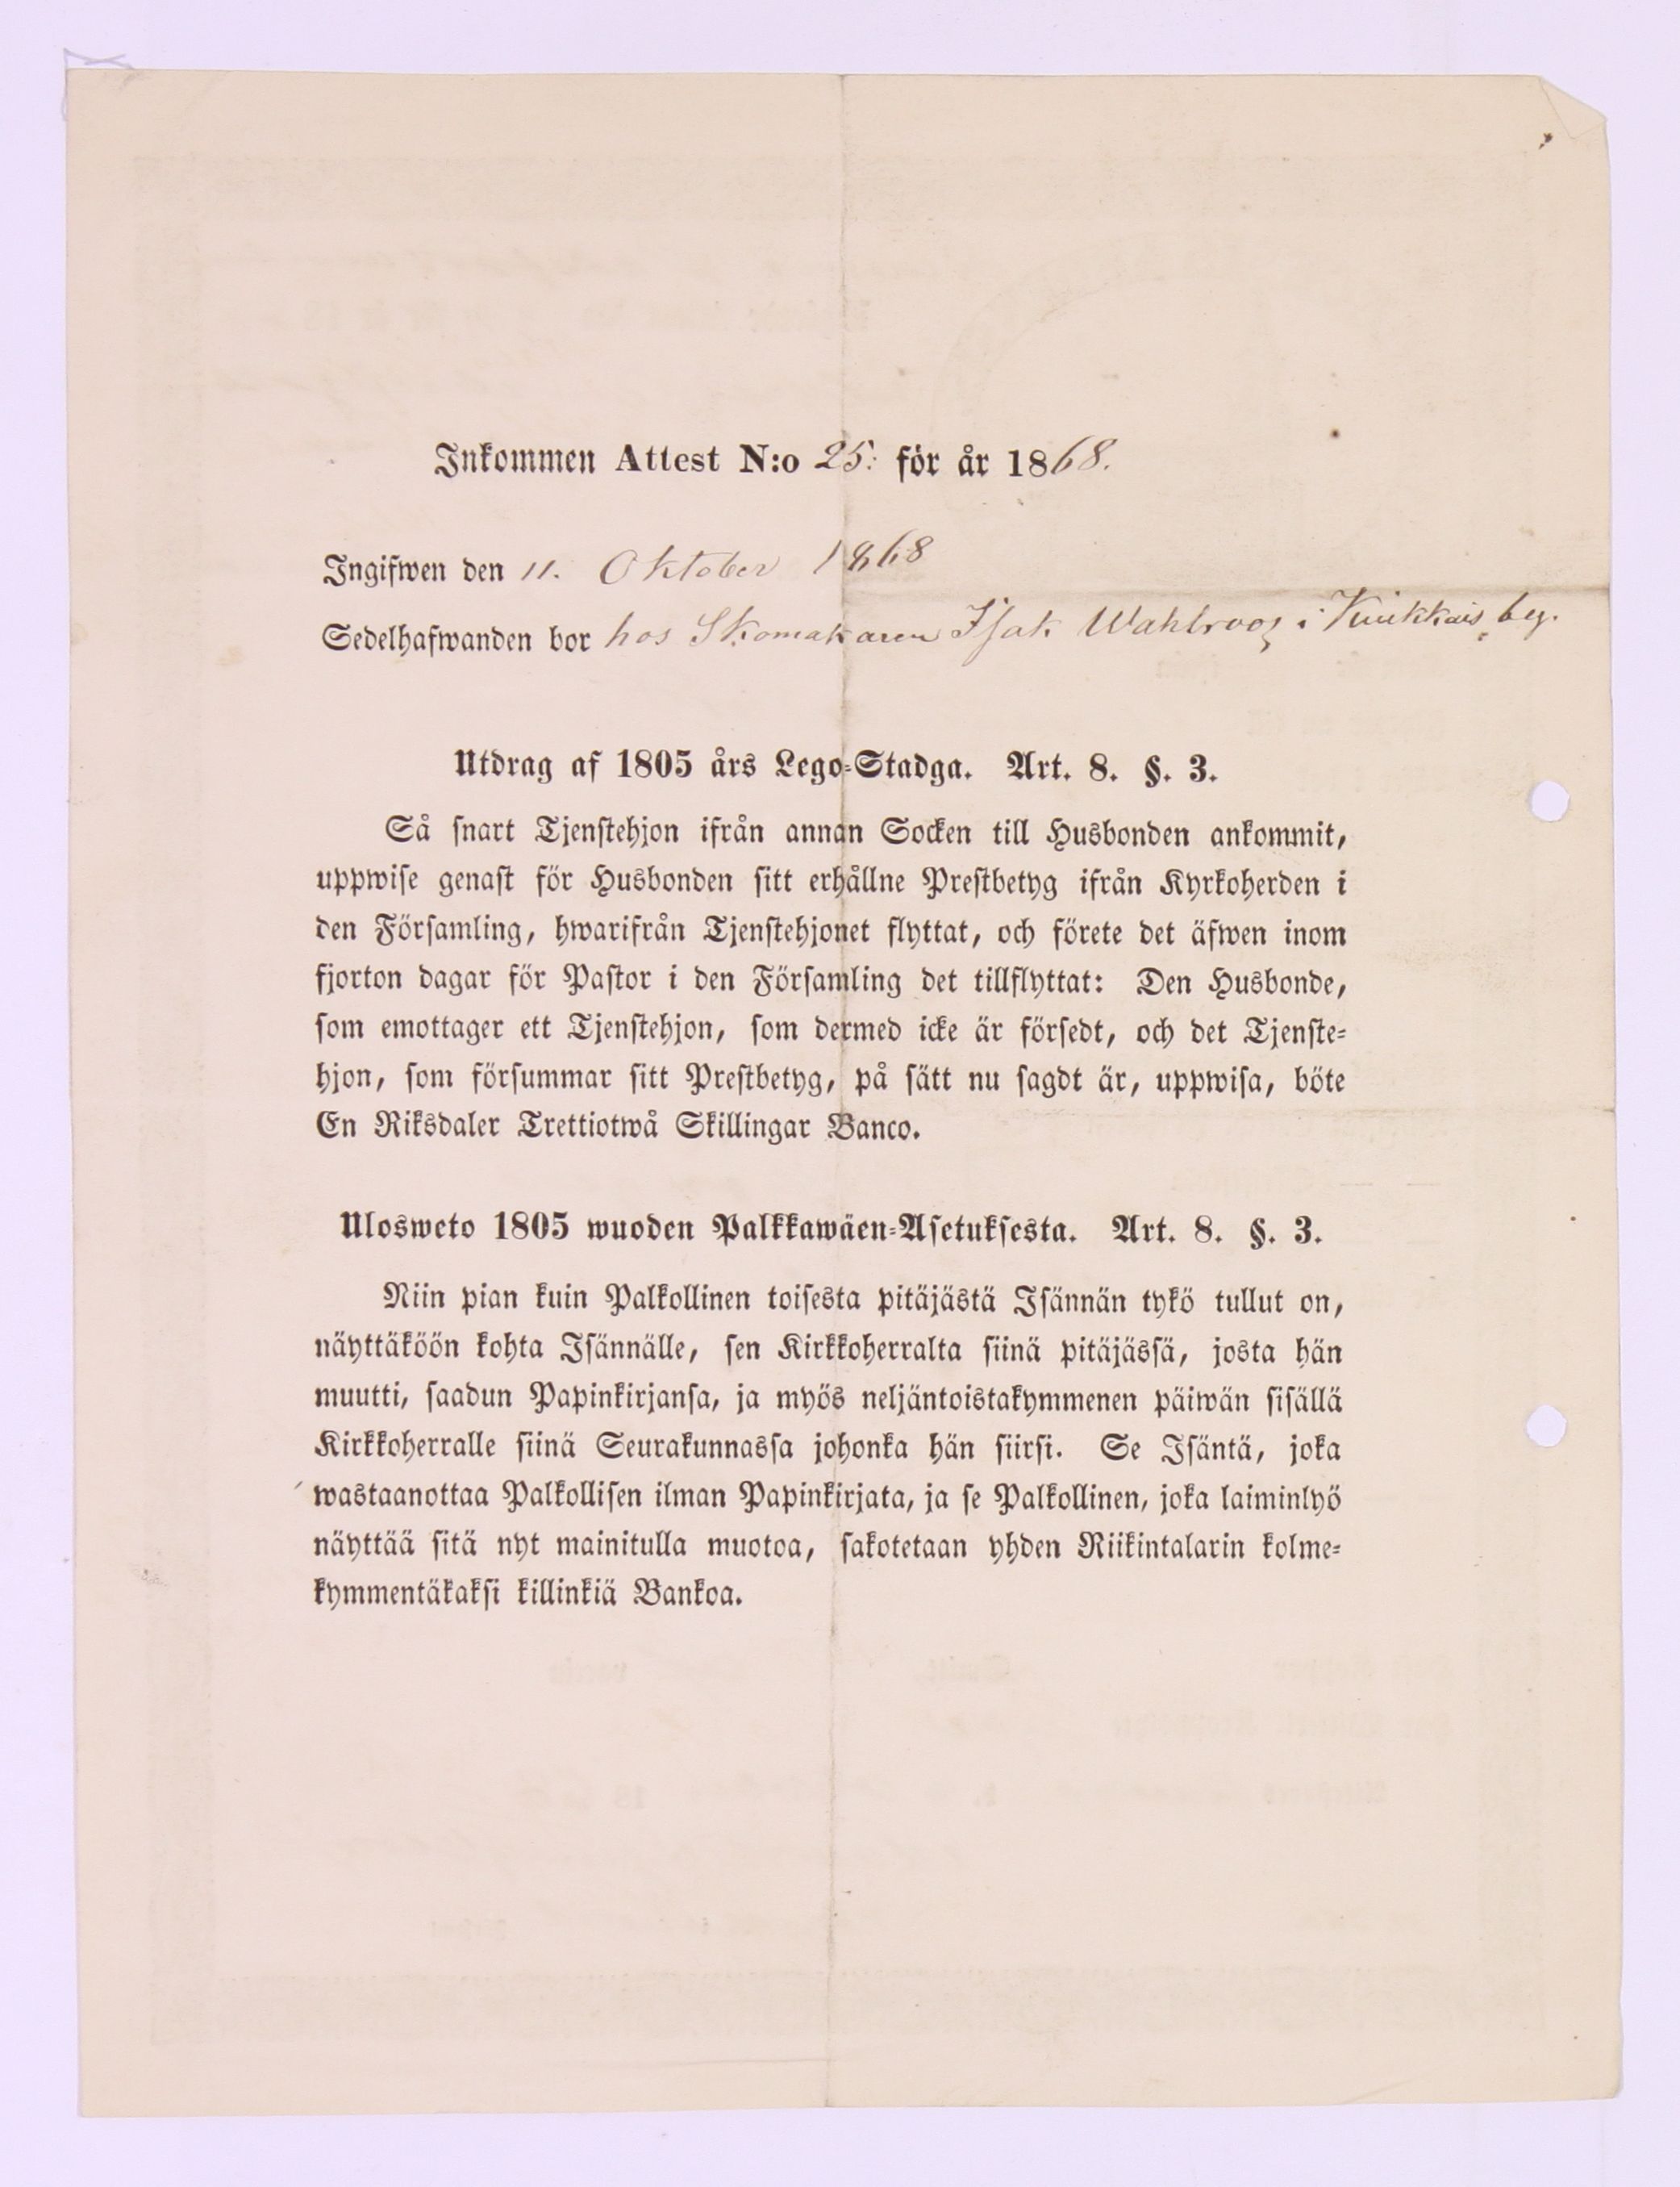 Inkommen Attest N:o 25. för år 1868.
Ingifwen den 11. Oktober 1868
Sedelhafwanden bor hos Skomakaren Isak Wahlroos i by.
Utdrag af 1805 års Lego-Stadga. Art. 8. §. 3.
Så snart Tjenstehjon ifrån annan Socken till Husbonden ankommit,
uppwise genast för Husbonden sitt erhållne Prestbetyg ifrån Kyrkoherden i
den Församling, hwarifrån Tjenstehjonet flyttat, och förete det äfwen inom
fjorton dagar för Pastor i den Församling det tillflyttat: Den Husbonde,
som emottager ett Tjenstehjon, som dermed icke är försedt, och det Tjenste-
hjon, som försummar sitt Prestbetyg, på sätt nu sagdt är, uppwisa, böte
En Riksdaler Trettiotwå Skillingar Banco.
Ulosweto 1805 wuoden Palkkawäen-Asetuksesta. Art. 8. §. 3.
Niin pian kuin Palkollinen toisesta pitäjästä Isännän tykö tullut on,
näyttäköön kohta Isännälle, sen Kirkkoherralta siinä pitäjässä, josta hän
muutti, saadun Papinkirjansa, ja myös neljäntoistakymmenen päiwän sisällä
Kirkkoherralle siinä Seurakunnassa johonka hän siirsi. Se Isäntä, joka
wastaanottaa Palkollisen ilman Papinkirjata, ja se Palkollinen, joka laiminlyö
näyttää sitä nyt mainitulla muotoa, sakotetaan yhden Riikintalarin kolme-
kymmentäkaksi killinkiä Bankoa.